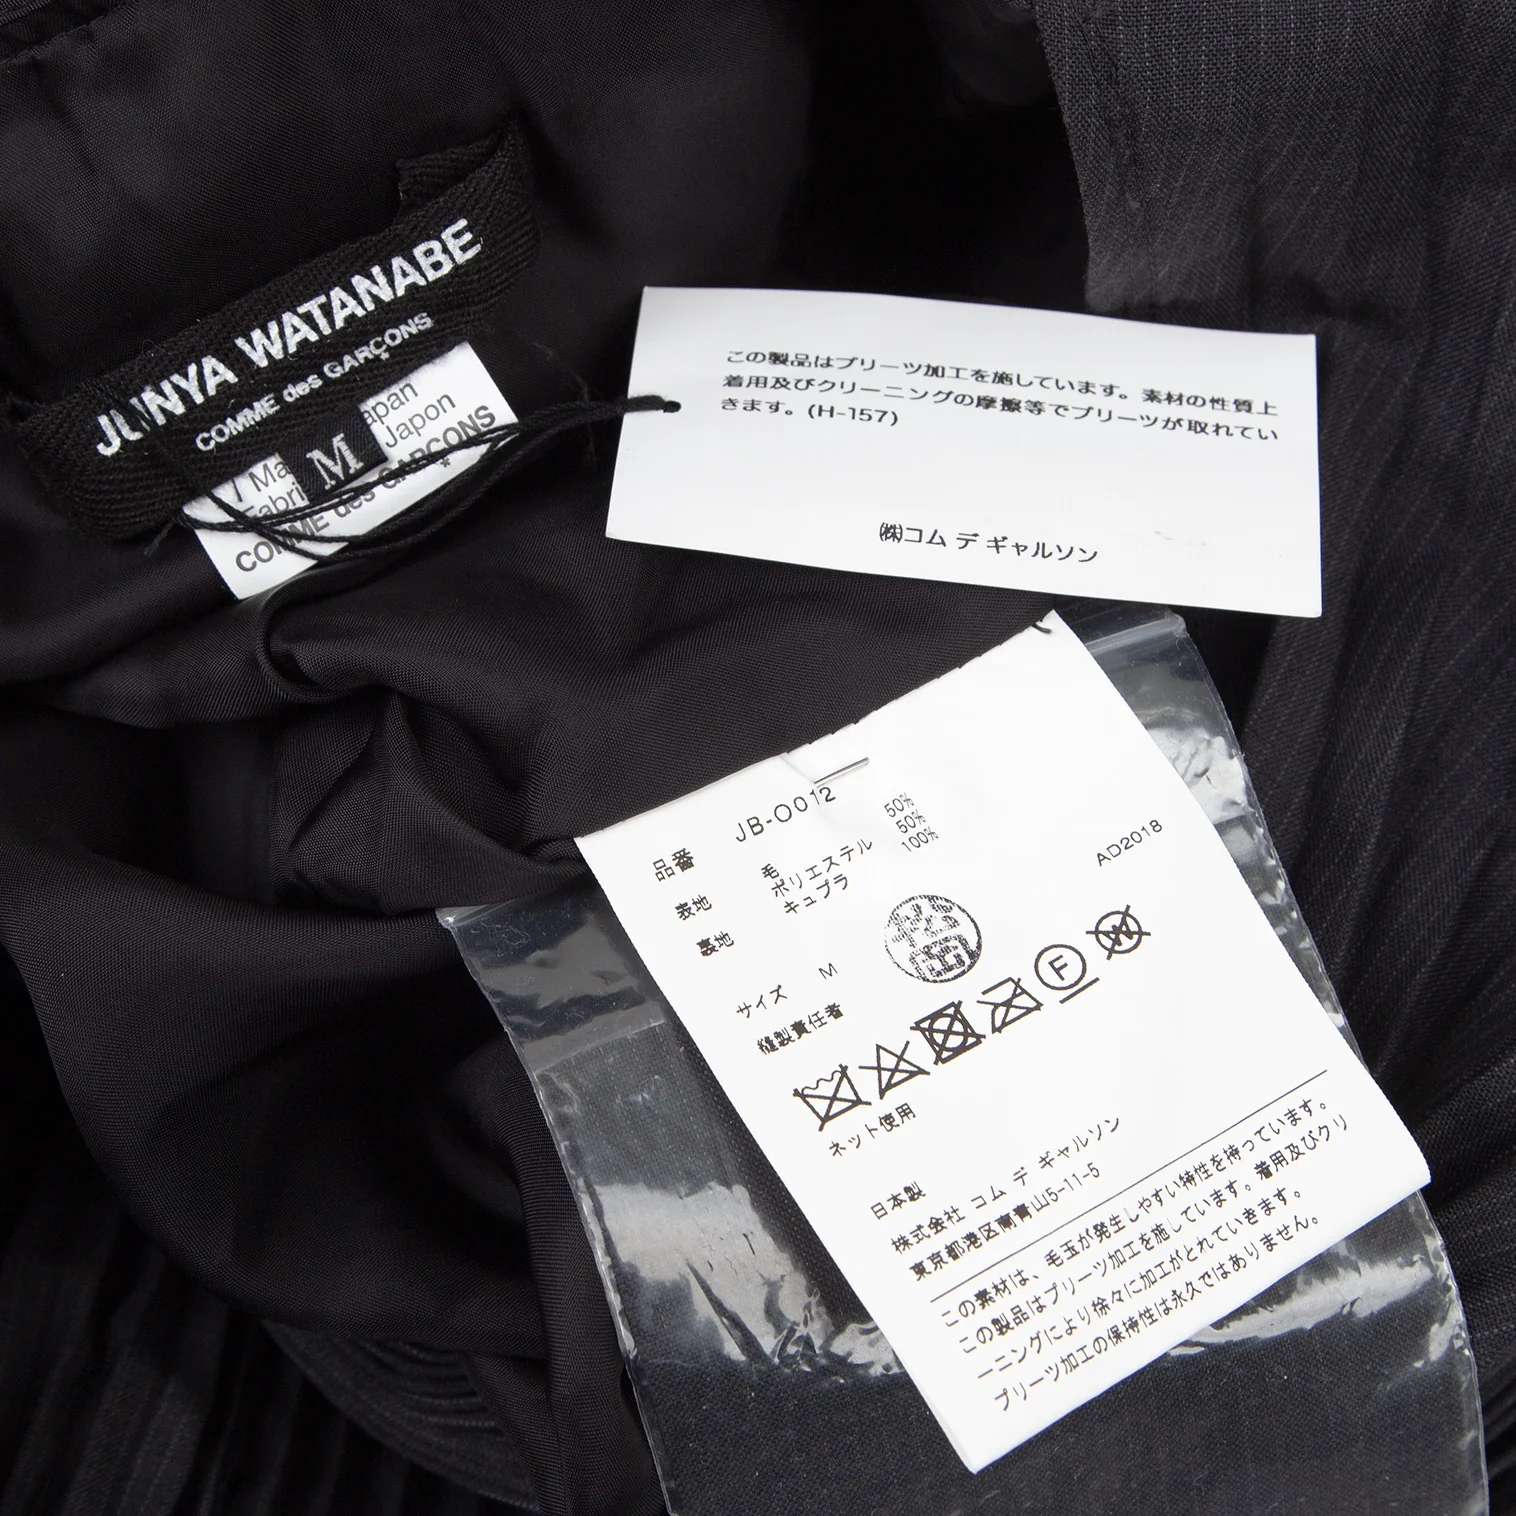 JUNYA WATANABE
COMME des GARÇONS
M
apan
Japon
Ma
Fabri
COMME des GARÇONS
この製品はプリーツ加工を施しています。素材の性質上
着用及びクリーニングの摩擦等でプリーツが取れてい
きます。(H-157)
㈱コム デ ギャルソン
品番 JB-O012
AD2018
表地 毛 50%
ポリエステル 50%
裏地 キュプラ 100%
サイズ M
縫製責任者
松岡
F
W
ネット使用
日本製
株式会社 コム デ ギャルソン
東京都港区南青山5-11-5
この素材は、毛玉が発生しやすい特性を持っています。
この製品はプリーツ加工を施しています。着用及びクリ
ーニングにより徐々に加工がとれていきます。
プリーツ加工の保持性は永久ではありません。